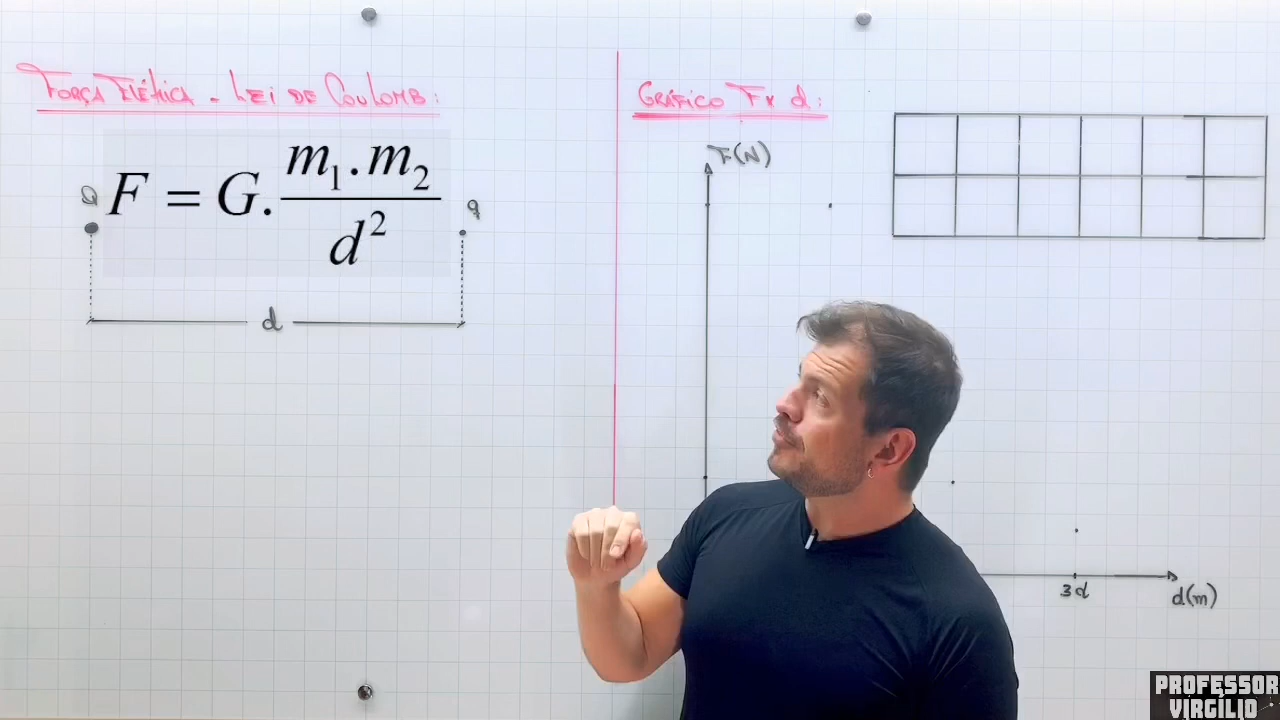 FORÇA ELÉTRICA - LEI DE COULOMB:
F = G. m₁.m₂ / d²
Q
q
d
GRÁFICO F x d:
F(N)
3d
d(m)
PROFESSOR
VIRGÍLIO